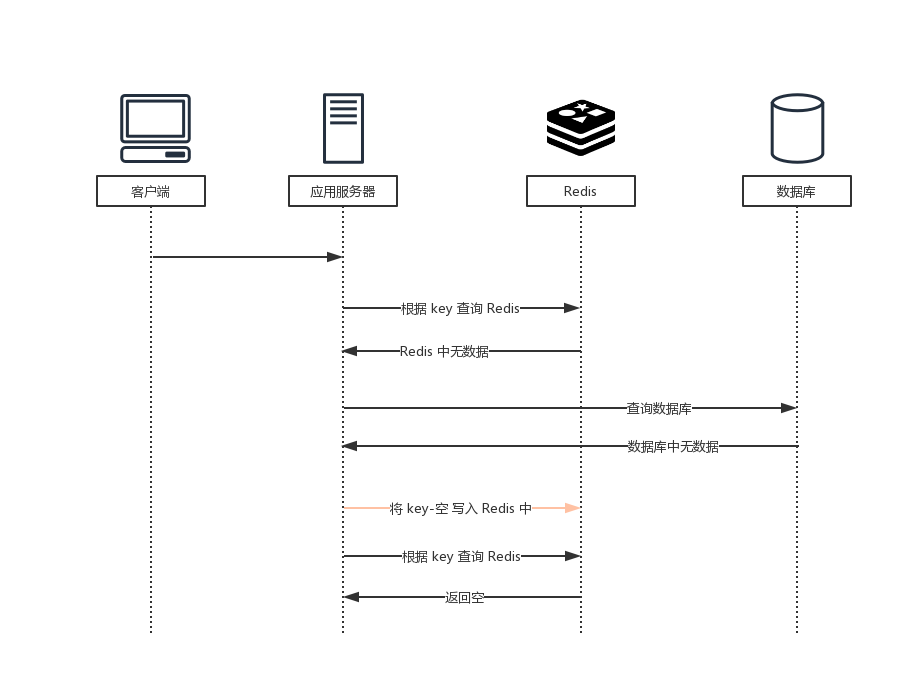 客户端
应用服务器
Redis
数据库
根据 key 查询 Redis
Redis 中无数据
查询数据库
数据库中无数据
将 key-空 写入 Redis 中
根据 key 查询 Redis
返回空